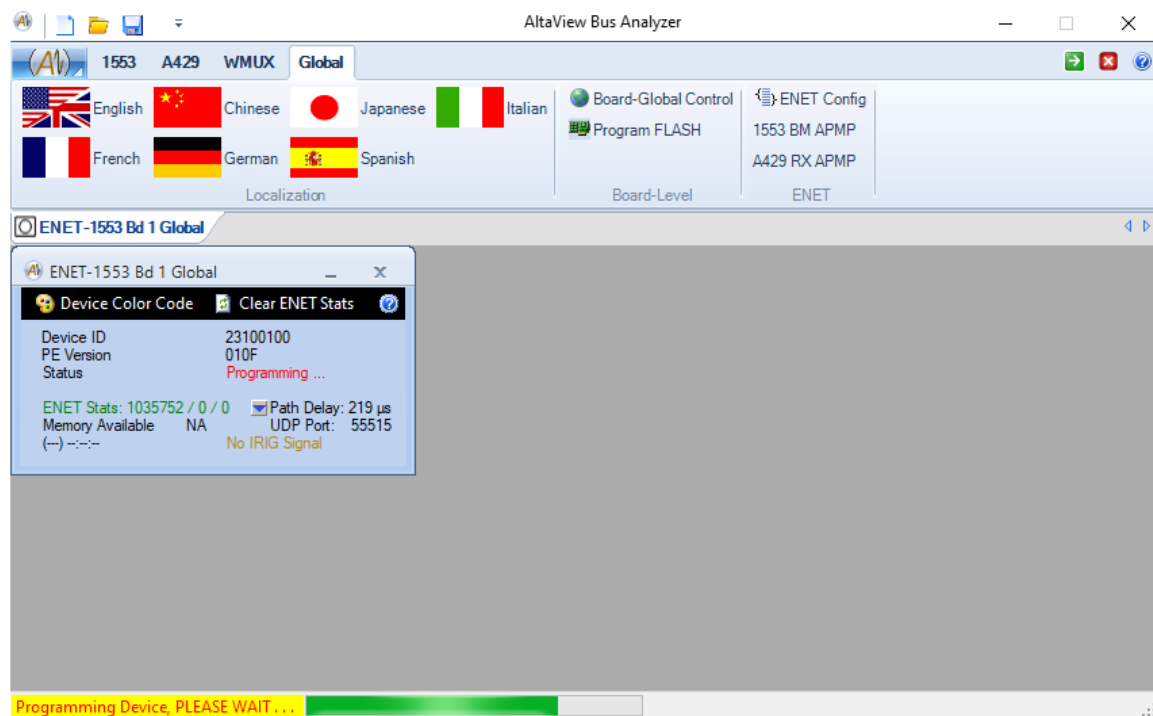 AltaView Bus Analyzer
1553 A429 WMUX Global
English Chinese Japanese Italian
French German Spanish
Localization
Board-Global Control
Program FLASH
Board-Level
ENET Config
1553 BM APMP
A429 RX APMP
ENET
ENET-1553 Bd 1 Global
ENET-1553 Bd 1 Global
Device Color Code Clear ENET Stats
Device ID 23100100
PE Version 010F
Status Programming ...
ENET Stats: 1035752 / 0 / 0 Path Delay: 219 µs
Memory Available NA UDP Port: 55515
(---) --:--:-- No IRIG Signal
Programming Device, PLEASE WAIT . . .